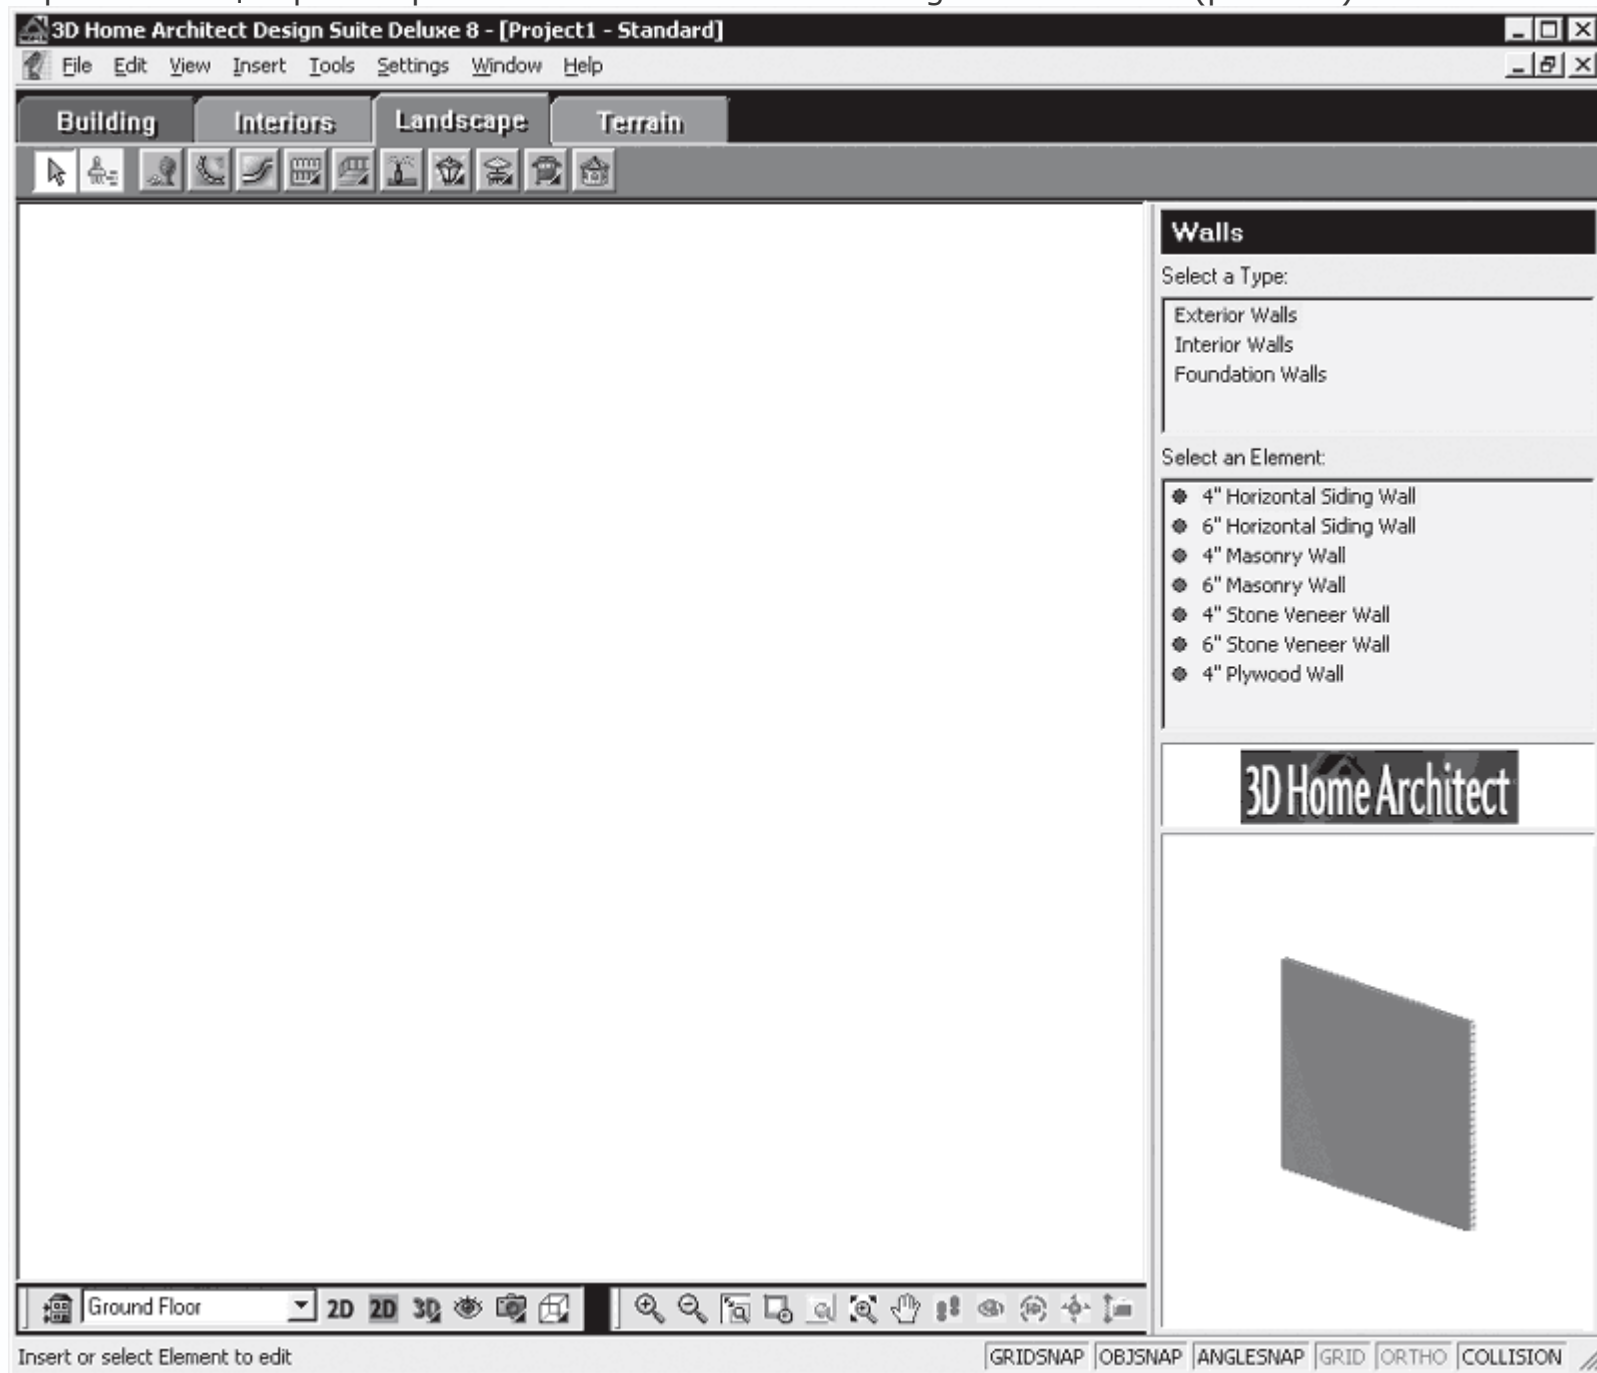 3D Home Architect Design Suite Deluxe 8 - [Project1 - Standard]
File Edit View Insert Tools Settings Window Help
Building Interiors Landscape Terrain
Walls
Select a Type:
Exterior Walls
Interior Walls
Foundation Walls
Select an Element:
4" Horizontal Siding Wall
6" Horizontal Siding Wall
4" Masonry Wall
6" Masonry Wall
4" Stone Veneer Wall
6" Stone Veneer Wall
4" Plywood Wall
3D Home Architect
Ground Floor 2D 2D 3D
Insert or select Element to edit GRIDSNAP OBJSNAP ANGLESNAP GRID ORTHO COLLISION